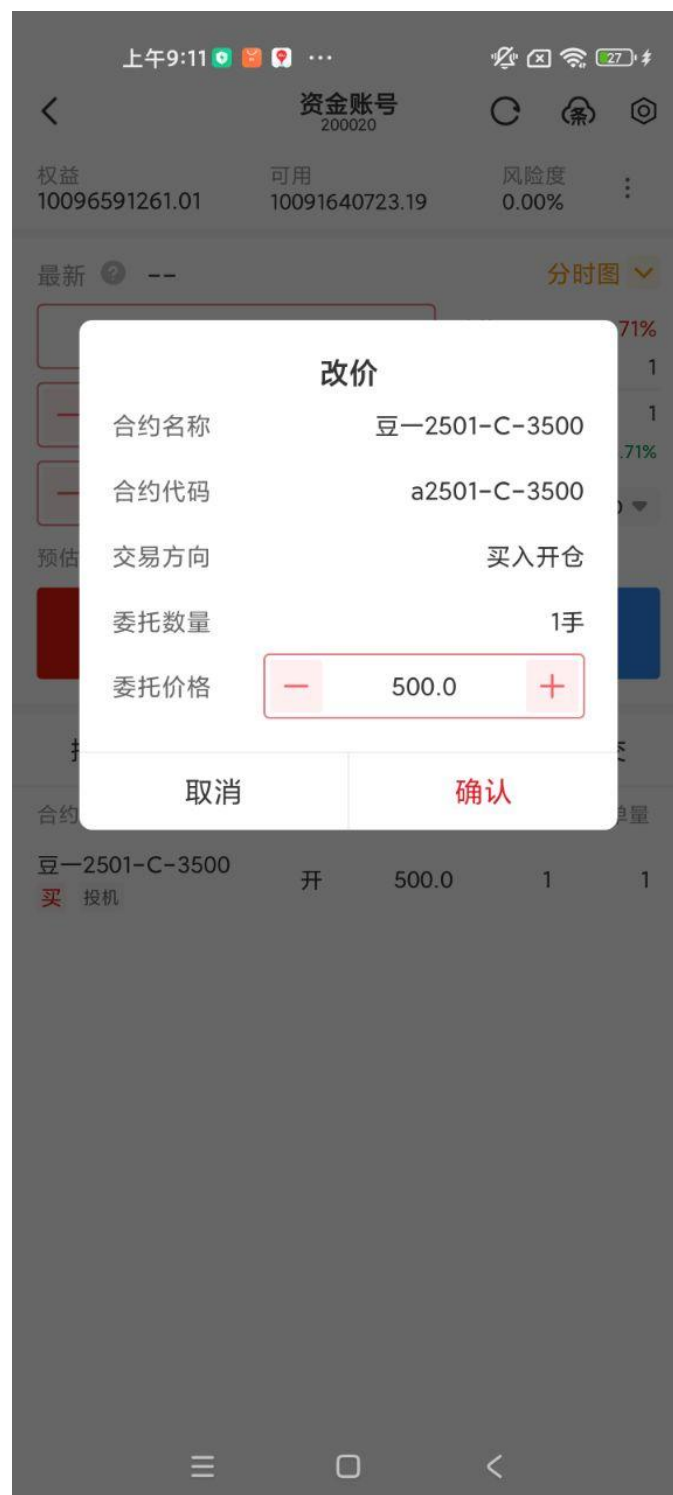 上午9:11 ...
27
资金账号
200020
条
权益 可用 风险度
10096591261.01 10091640723.19 0.00%
最新 ? -- 分时图
71%
1
改价
合约名称 豆一2501-C-3500
1
.71%
合约代码 a2501-C-3500
预估
交易方向 买入开仓
委托数量 1手
委托价格 - 500.0 +
取消 确认
合约 单量
豆一2501-C-3500 开 500.0 1 1
买 投机